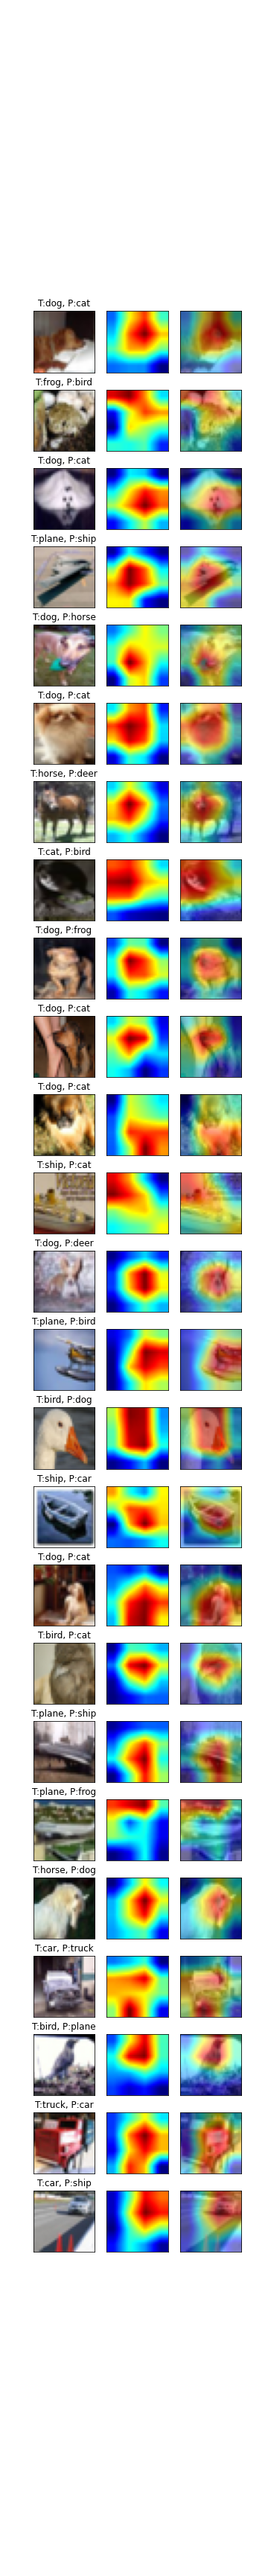 T:dog, P:cat
T:frog, P:bird
T:dog, P:cat
T:plane, P:ship
T:dog, P:horse
T:dog, P:cat
T:horse, P:deer
T:cat, P:bird
T:dog, P:frog
T:dog, P:cat
T:dog, P:cat
T:ship, P:cat
T:dog, P:deer
T:plane, P:bird
T:bird, P:dog
T:ship, P:car
T:dog, P:cat
T:bird, P:cat
T:plane, P:ship
T:plane, P:frog
T:horse, P:dog
T:car, P:truck
T:bird, P:plane
T:truck, P:car
T:car, P:ship